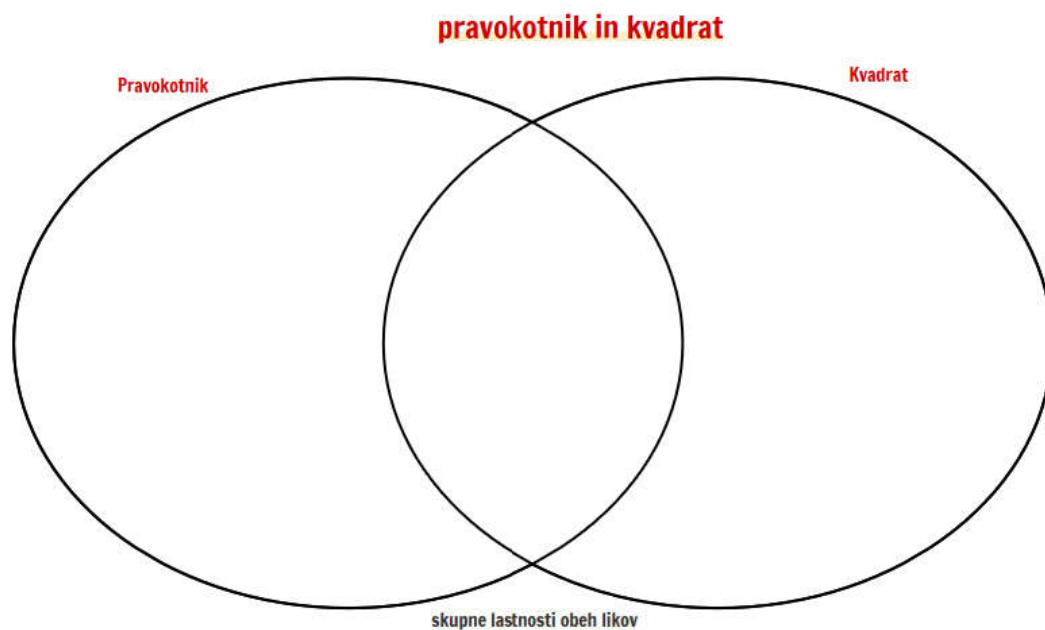 pravokotnik in kvadrat
Pravokotnik
Kvadrat
skupne lastnosti obeh likov